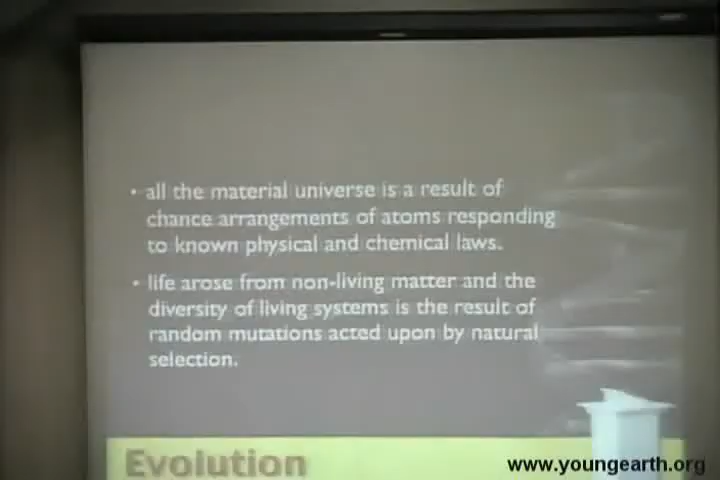 • all the material universe is a result of
chance arrangements of atoms responding
to known physical and chemical laws.
• life arose from non-living matter and the
diversity of living systems is the result of
random mutations acted upon by natural
selection.
Evolution
www.youngearth.org